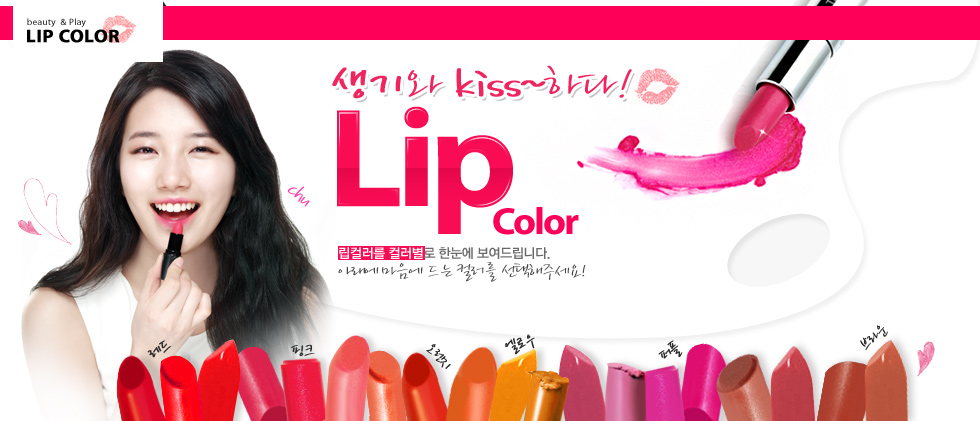 beauty & Play
LIP COLOR
생기와 kiss~하다!
Lip
Color
chu
립컬러를 컬러별로 한눈에 보여드립니다.
아래에 마음에 드는 컬러를 선택해주세요!
레드
핑크
오렌지
옐로우
퍼플
브라운